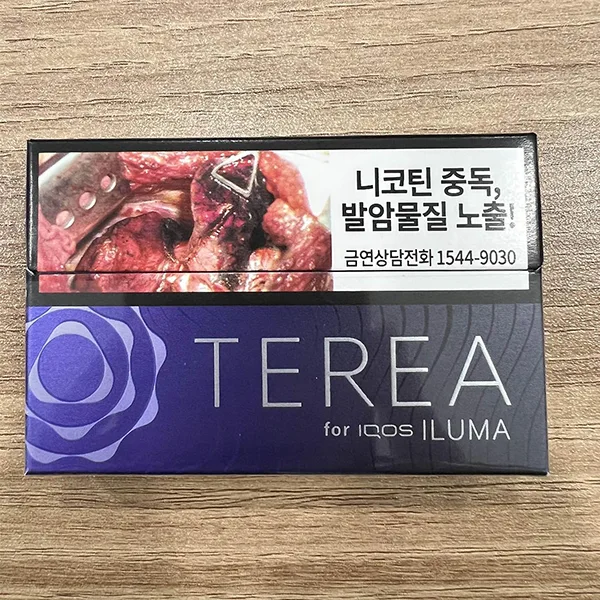 니코틴 중독,
발암물질 노출!
금연상담전화 1544-9030
TEREA
for IQOS ILUMA